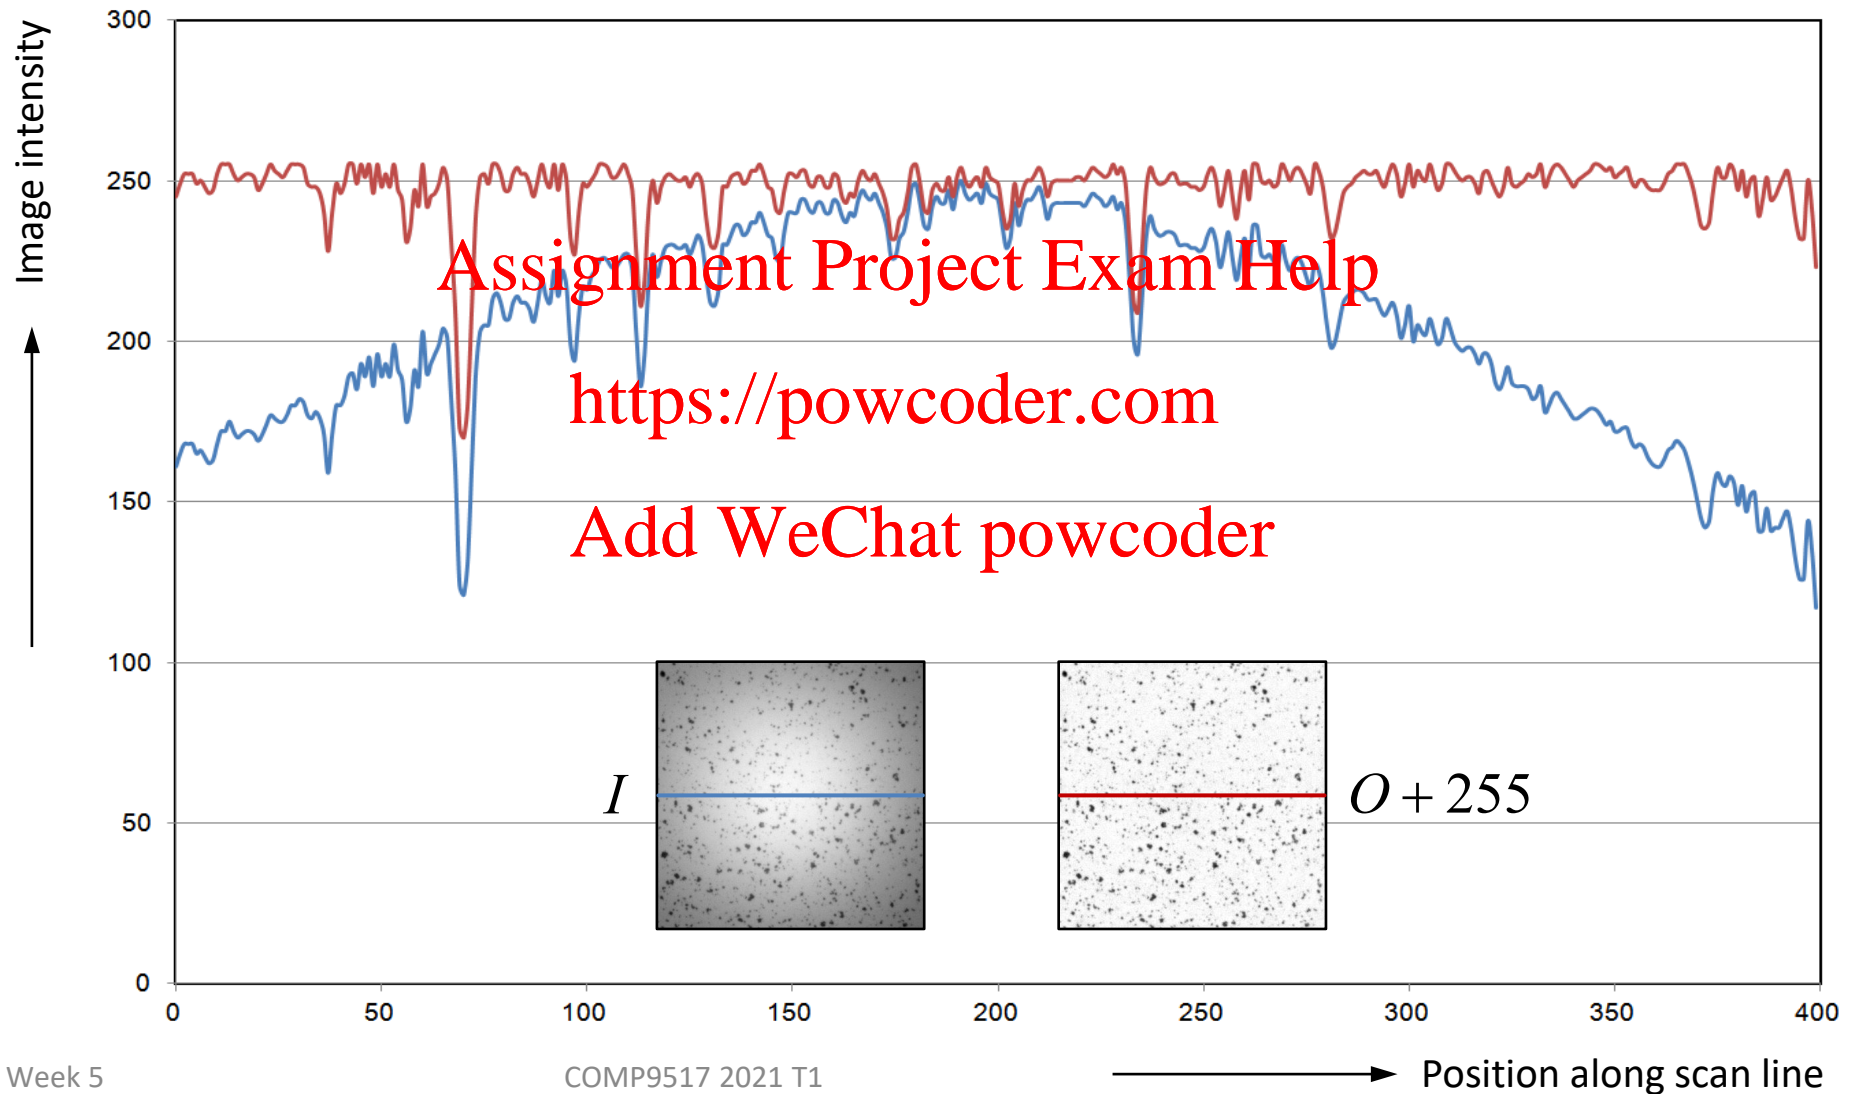 Image intensity
300
250
200
150
100
50
0
Assignment Project Exam Help
https://powcoder.com
Add WeChat powcoder
I
O + 255
0 50 100 150 200 250 300 350 400
Position along scan line
Week 5
COMP9517 2021 T1